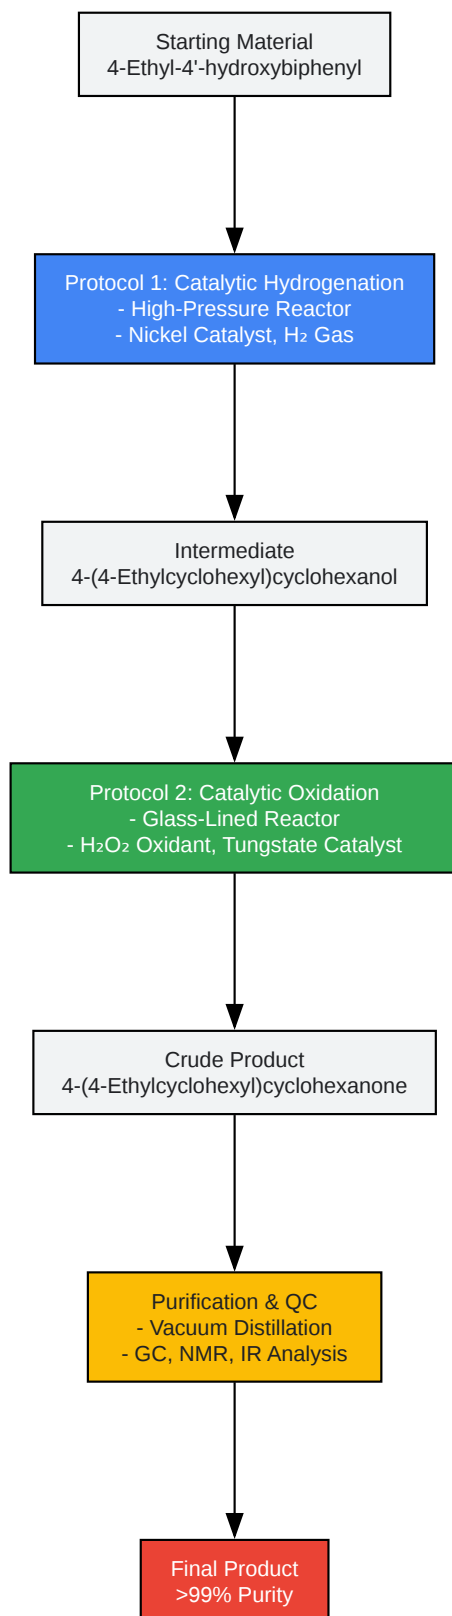 Starting Material
4-Ethyl-4'-hydroxybiphenyl
Protocol 1: Catalytic Hydrogenation
- High-Pressure Reactor
- Nickel Catalyst, H₂ Gas
Intermediate
4-(4-Ethylcyclohexyl)cyclohexanol
Protocol 2: Catalytic Oxidation
- Glass-Lined Reactor
- H₂O₂ Oxidant, Tungstate Catalyst
Crude Product
4-(4-Ethylcyclohexyl)cyclohexanone
Purification & QC
- Vacuum Distillation
- GC, NMR, IR Analysis
Final Product
>99% Purity